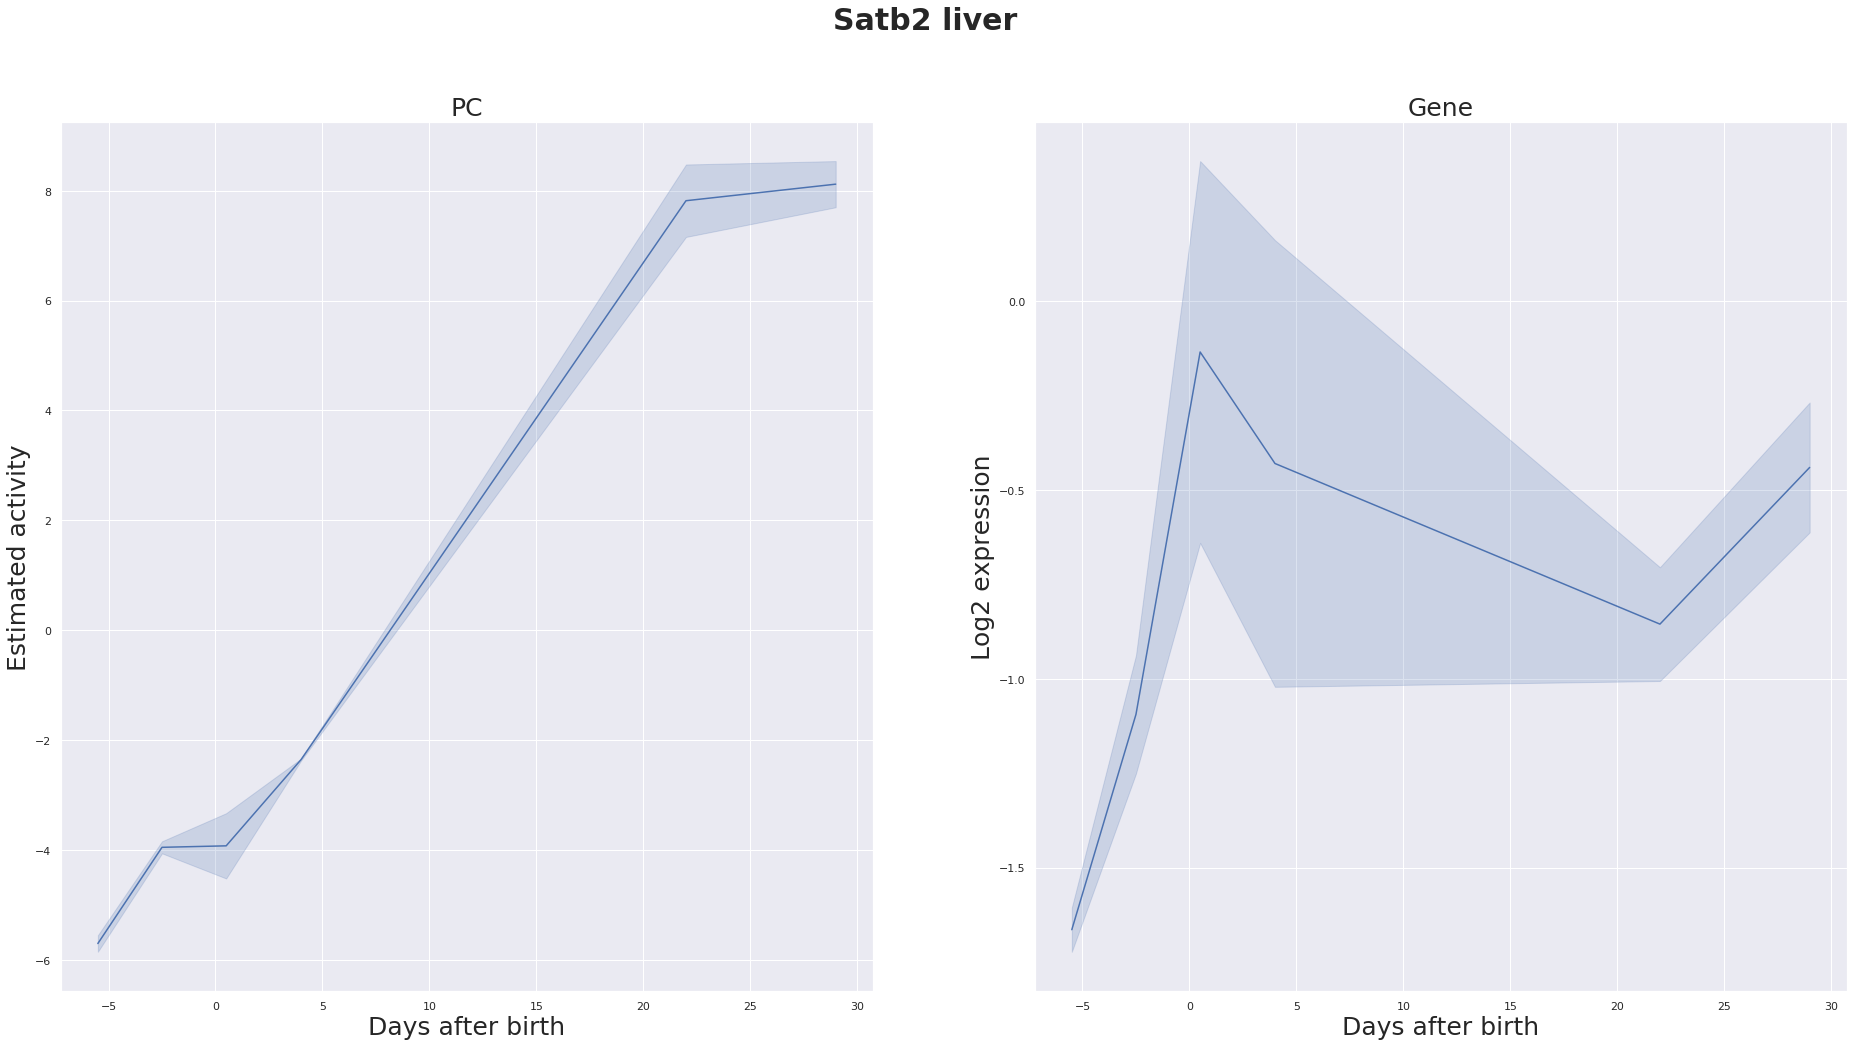 Satb2 liver
PC
Estimated activity
8
6
4
2
0
−2
−4
−6
−5 0 5 10 15 20 25 30
Days after birth
Gene
Log2 expression
0.0
−0.5
−1.0
−1.5
−5 0 5 10 15 20 25 30
Days after birth